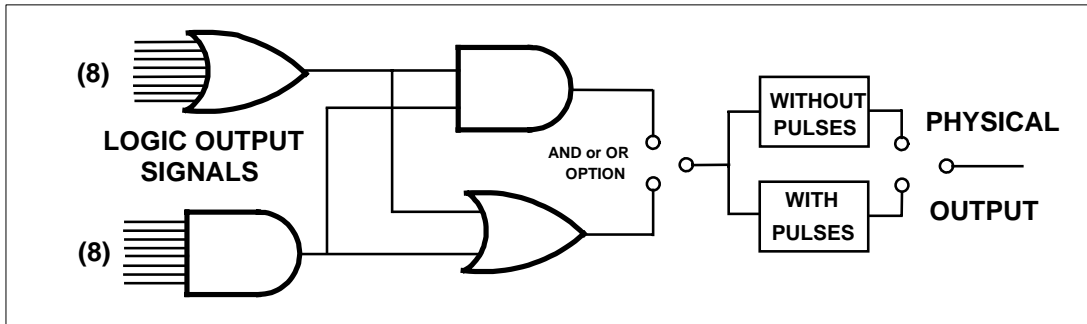 (8)
LOGIC OUTPUT
SIGNALS
(8)
AND or OR
OPTION
WITHOUT
PULSES
WITH
PULSES
PHYSICAL
OUTPUT